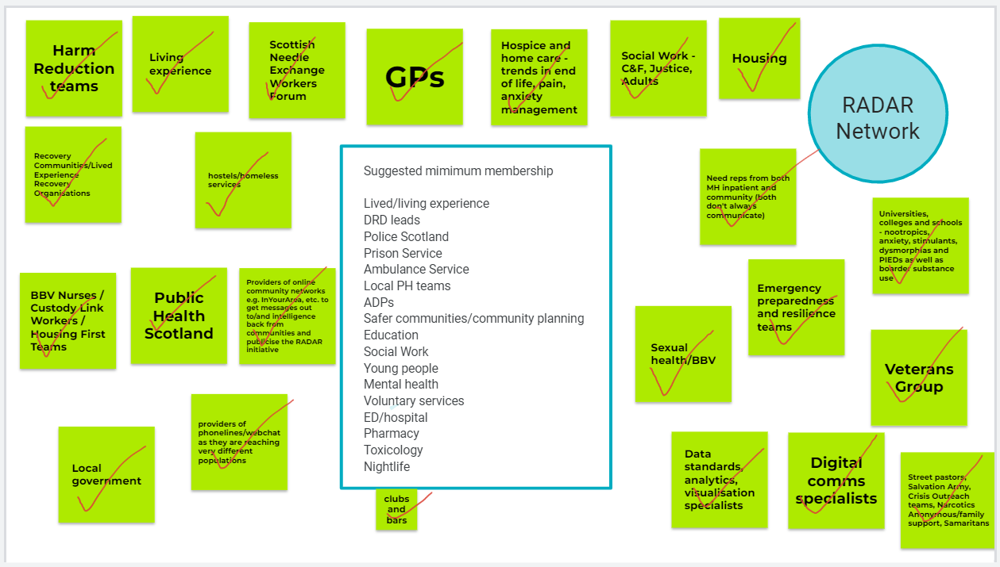 Harm
Reduction
teams
Living
experience
Scottish
Needle
Exchange
Workers
Forum
GPs
Hospice and
home care -
trends in end
of life, pain,
anxiety
management
Social Work -
C&F, Justice,
Adults
Housing
RADAR
Network
Recovery
Communities/Lived
Experience
Recovery
Organisations
hostels/homeless
services
Suggested mimimum membership
Lived/living experience
DRD leads
Police Scotland
Prison Service
Ambulance Service
Local PH teams
ADPs
Safer communities/community planning
Education
Social Work
Young people
Mental health
Voluntary services
ED/hospital
Pharmacy
Toxicology
Nightlife
Need reps from both
MH inpatient and
community (both
don't always
communicate)
Universities,
colleges and schools
- nootropics,
anxiety, stimulants,
dysmorphias and
PIEDs as well as
boarder substance
use
BBV Nurses /
Custody Link
Workers /
Housing First
Teams
Public
Health
Scotland
Providers of online
community networks
e.g. InYourArea, etc. to
get messages out
to/and intelligence
back from
communities and
publicise the RADAR
initiative
Emergency
preparedness
and resilience
teams
Sexual
health/BBV
Veterans
Group
Local
government
providers of
phonelines/webchat
as they are reaching
very different
populations
clubs
and
bars
Data
standards,
analytics,
visualisation
specialists
Digital
comms
specialists
Street pastors,
Salvation Army,
Crisis Outreach
teams, Narcotics
Anonymous/family
support, Samaritans